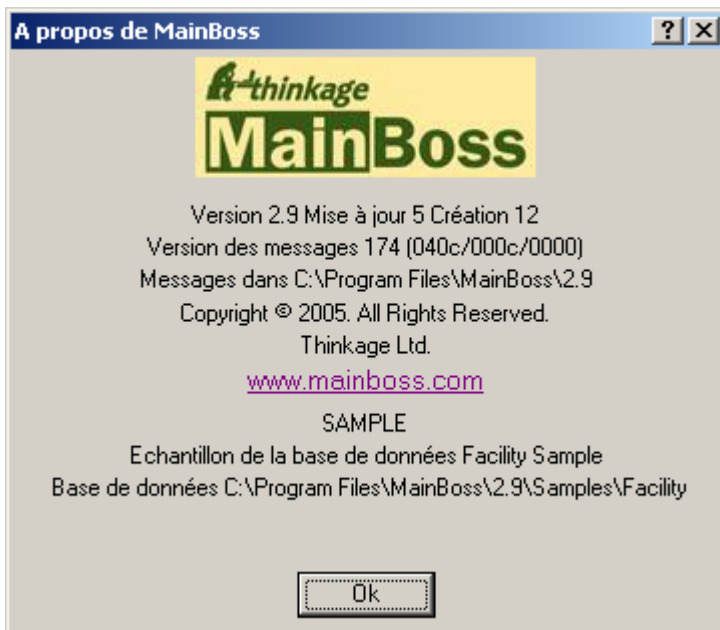 A propos de MainBoss
thinkage
MainBoss
Version 2.9 Mise à jour 5 Création 12
Version des messages 174 (040c/000c/0000)
Messages dans C:\Program Files\MainBoss\2.9
Copyright © 2005. All Rights Reserved.
Thinkage Ltd.
www.mainboss.com
SAMPLE
Echantillon de la base de données Facility Sample
Base de données C:\Program Files\MainBoss\2.9\Samples\Facility
Ok